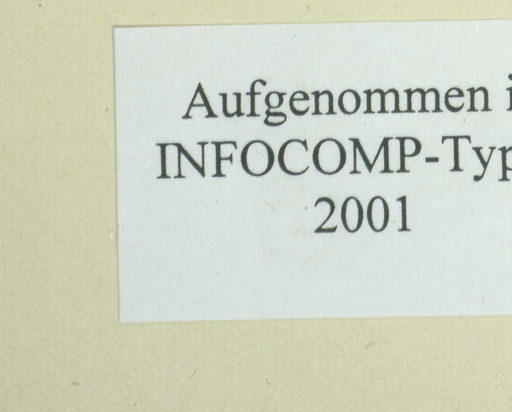 Aufgenommen i
INFOCOMP-Typ
2001